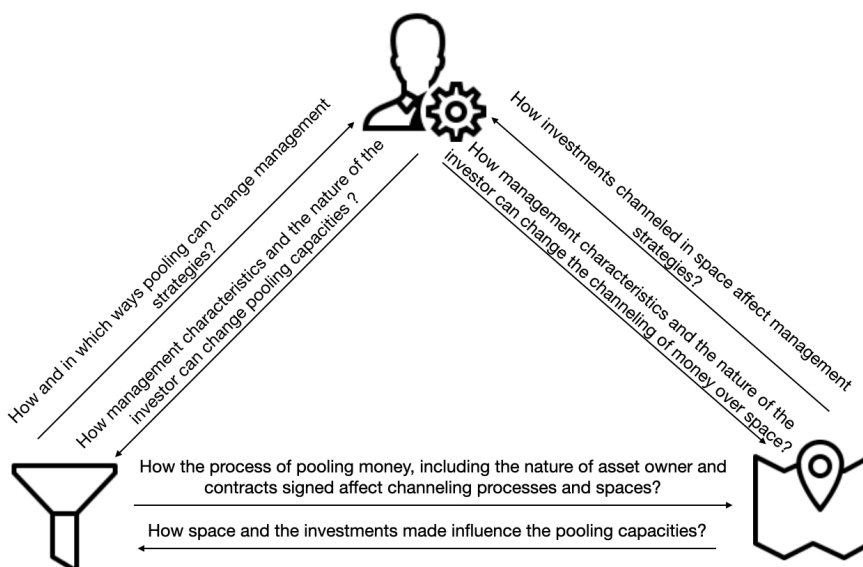 How and in which ways pooling can change management
strategies?
How management characteristics and the nature of the
investor can change pooling capacities ?
How investments channeled in space affect management
strategies?
How management characteristics and the nature of the
investor can change the channeling of money over space?
How the process of pooling money, including the nature of asset owner and
contracts signed affect channeling processes and spaces?
How space and the investments made influence the pooling capacities?